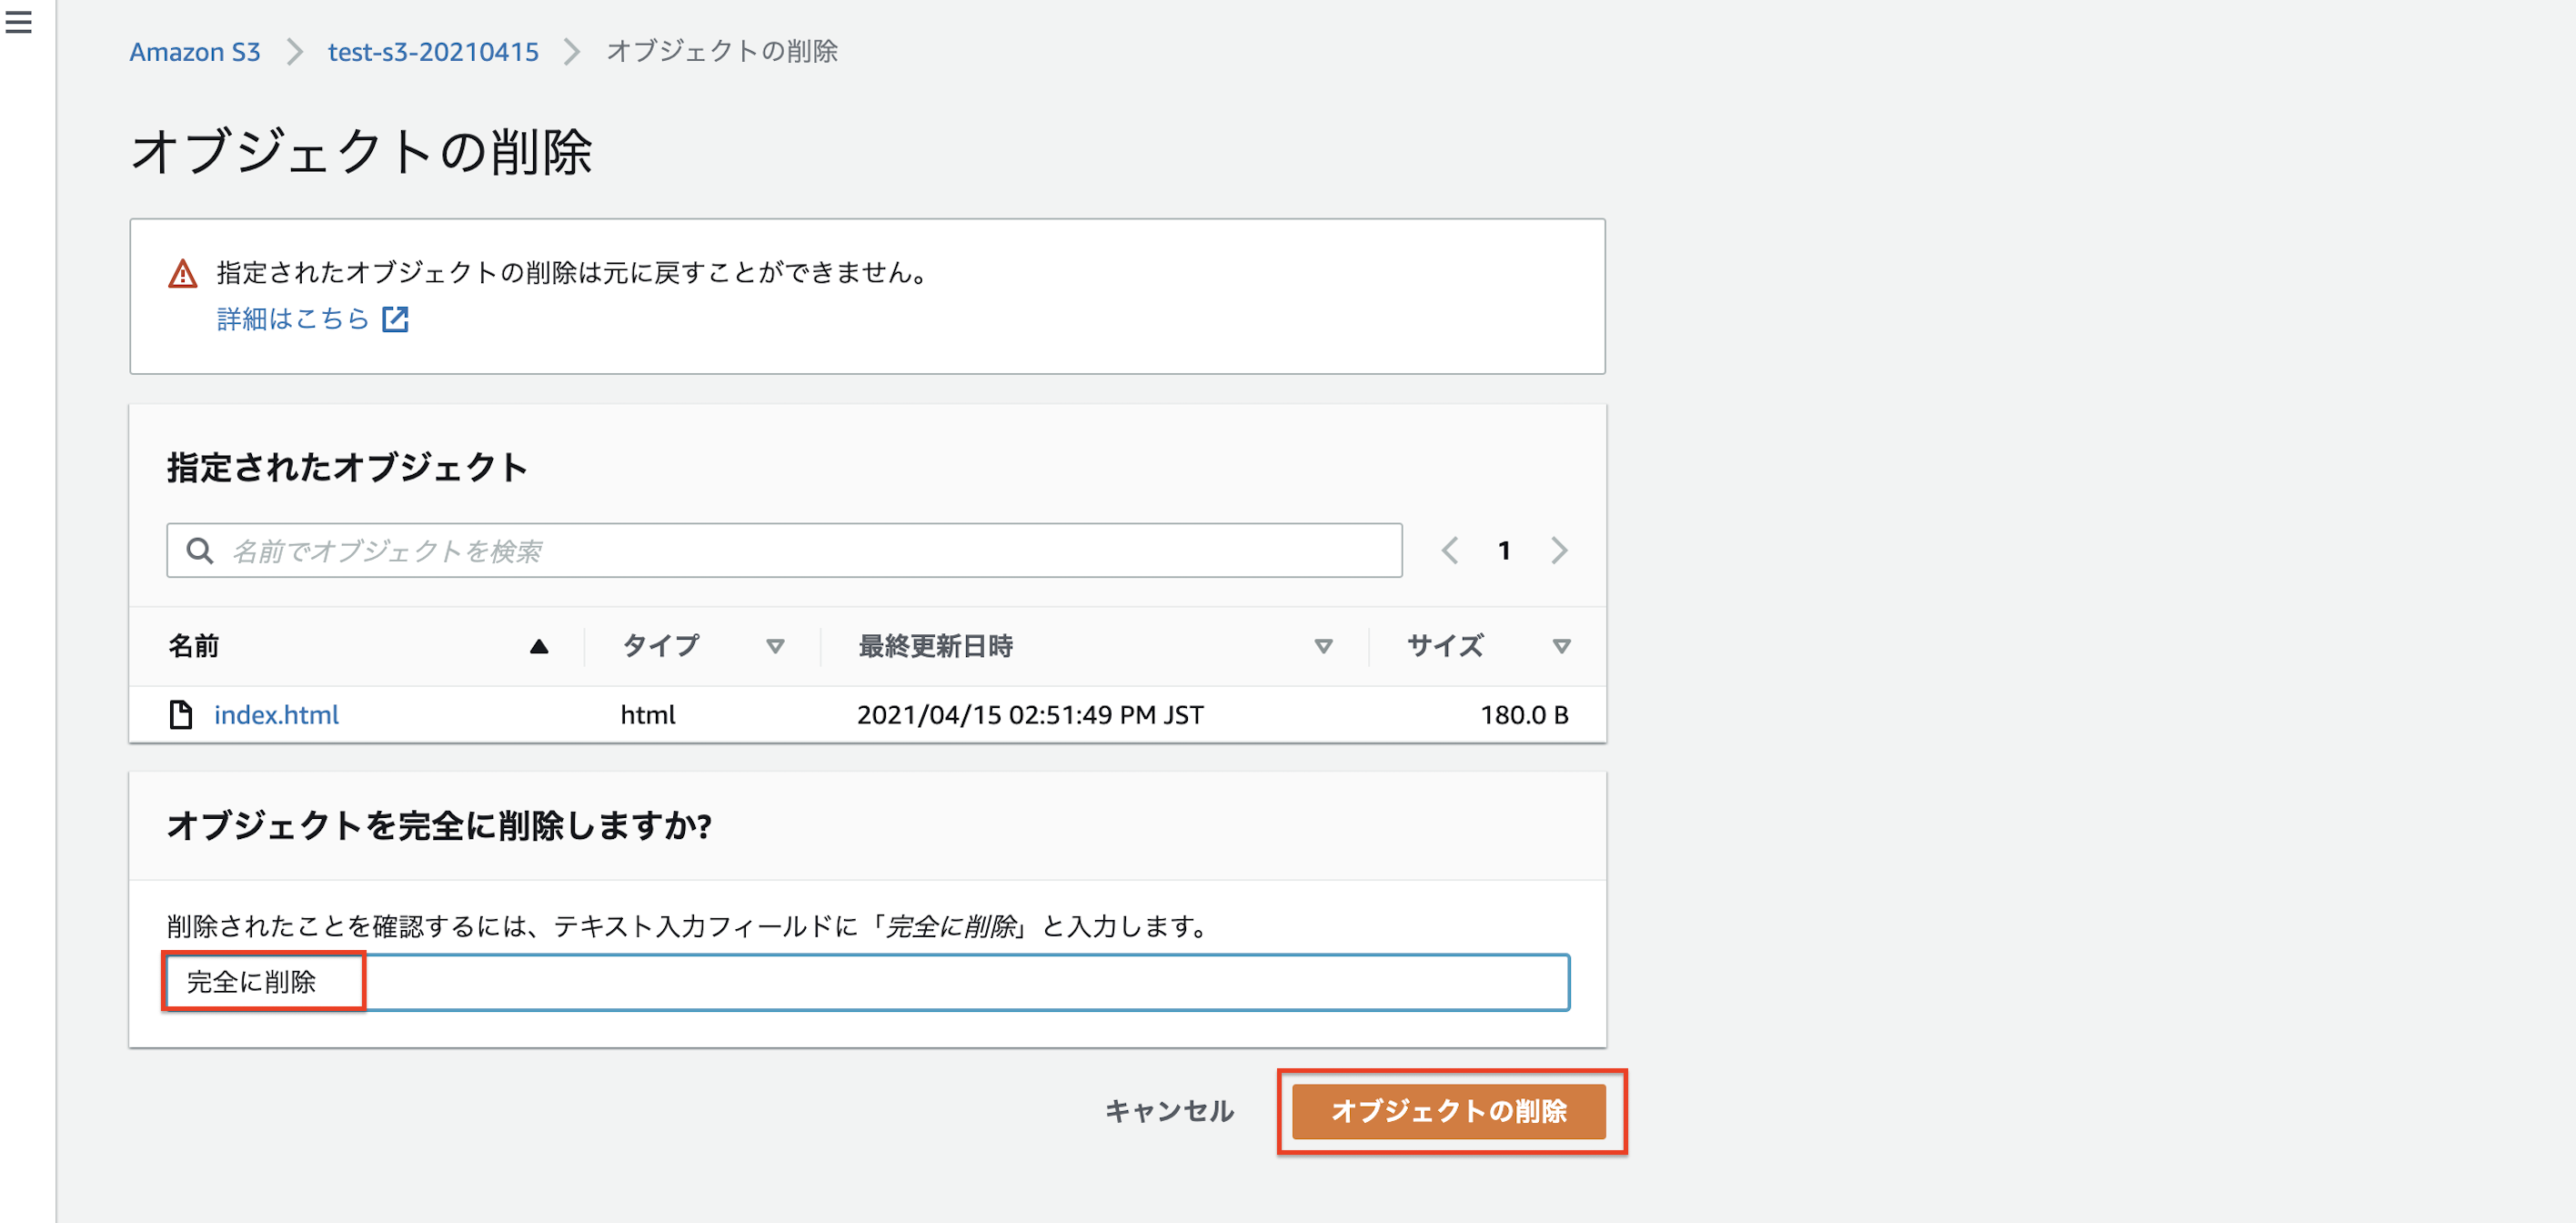 Amazon S3 > test-s3-20210415 > オブジェクトの削除
オブジェクトの削除
指定されたオブジェクトの削除は元に戻すことができません。
詳細はこちら
指定されたオブジェクト
名前でオブジェクトを検索 1
名前 タイプ 最終更新日時 サイズ
index.html html 2021/04/15 02:51:49 PM JST 180.0 B
オブジェクトを完全に削除しますか?
削除されたことを確認するには、テキスト入力フィールドに「完全に削除」と入力します。
完全に削除
キャンセル オブジェクトの削除